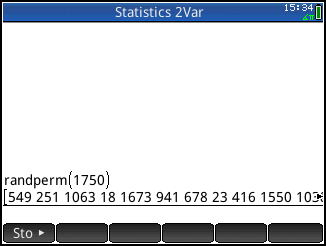 Statistics 2Var
15:34
randperm(1750)
[549 251 1063 18 1673 941 678 23 416 1550
Sto ▸